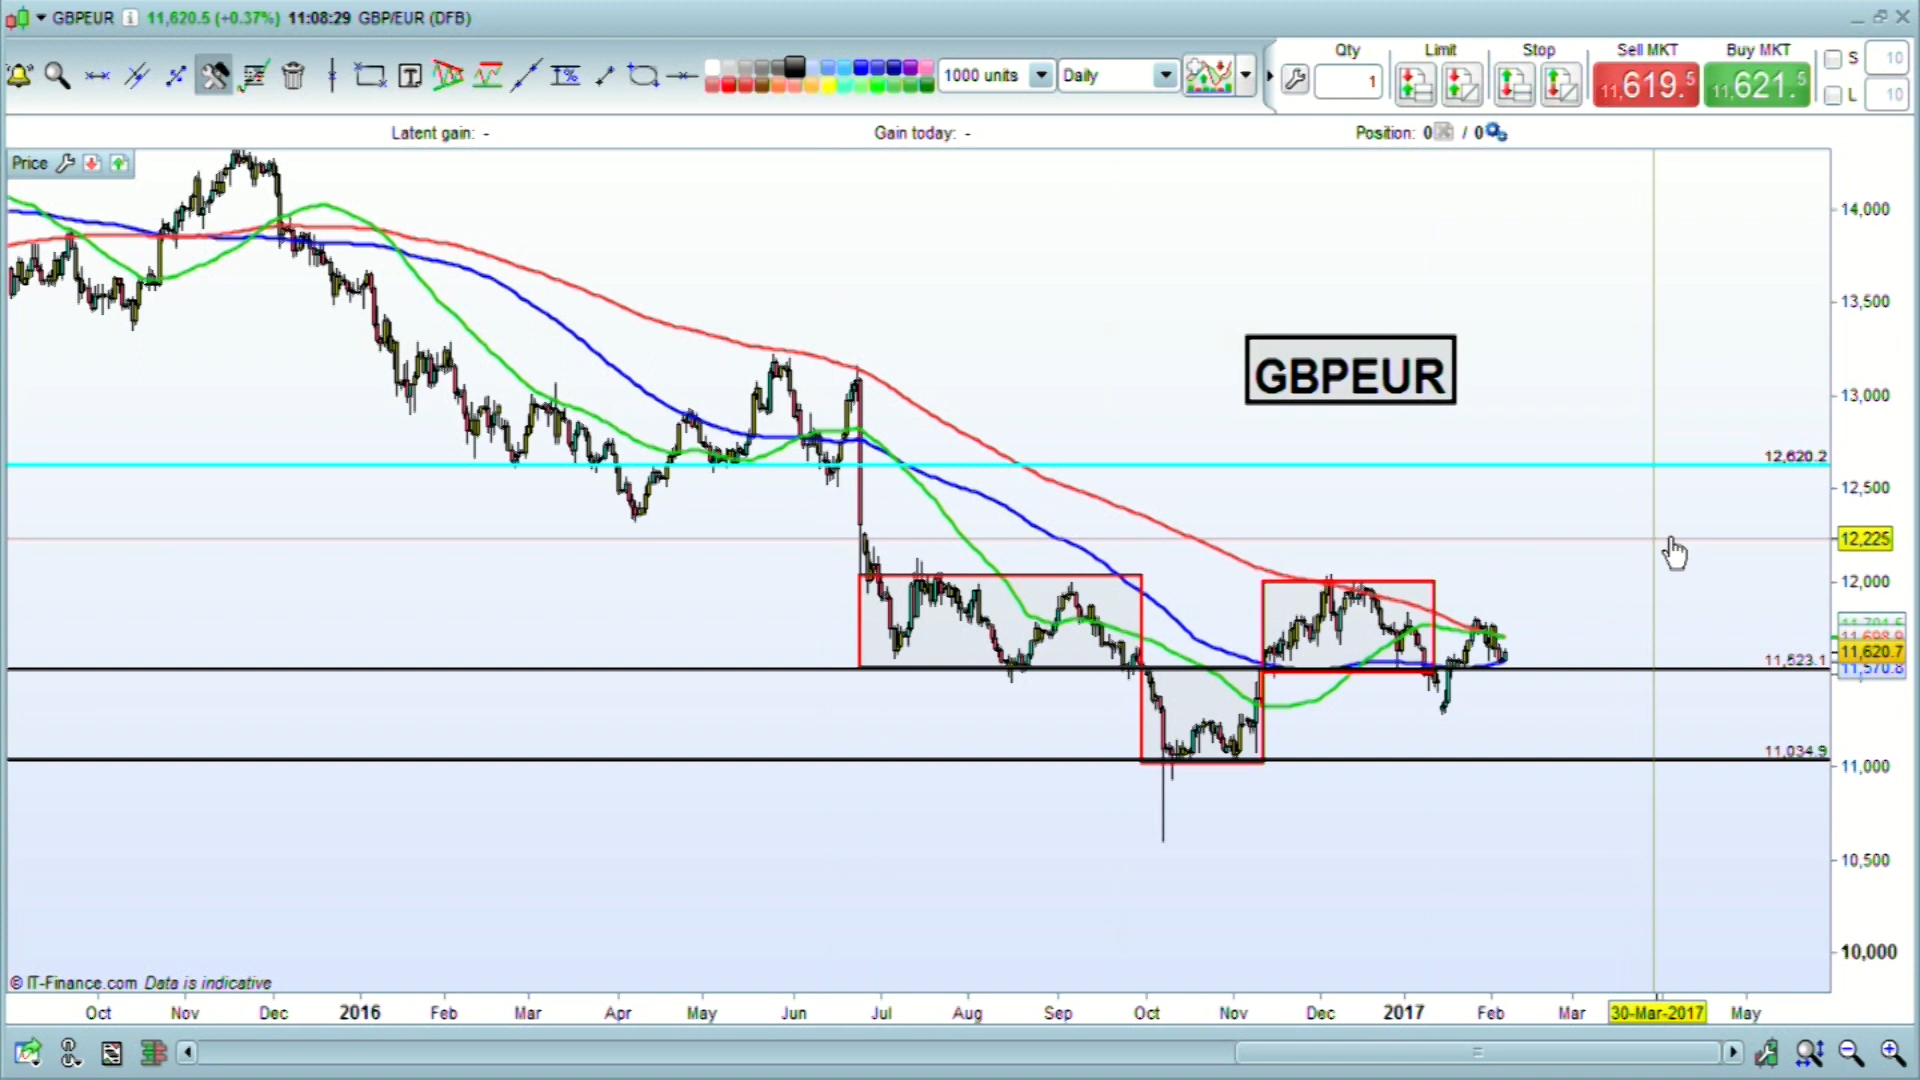 GBPEUR 11,620.5 (+0.37%) 11:08:29 GBP/EUR (DFB)
Qty Limit Stop Sell MKT Buy MKT S 10
1000 units Daily 1 11,619.5 11,621.5 L 10
Latent gain: - Gain today: - Position: 0 / 0
Price
14,000
13,500
GBPEUR
13,000
12,620.2
12,500
12,225
12,000
11,620.7
11,523.1
11,570.8
11,034.9
11,000
10,500
10,000
© IT-Finance.com Data is indicative
Oct Nov Dec 2016 Feb Mar Apr May Jun Jul Aug Sep Oct Nov Dec 2017 Feb Mar 30-Mar-2017 May